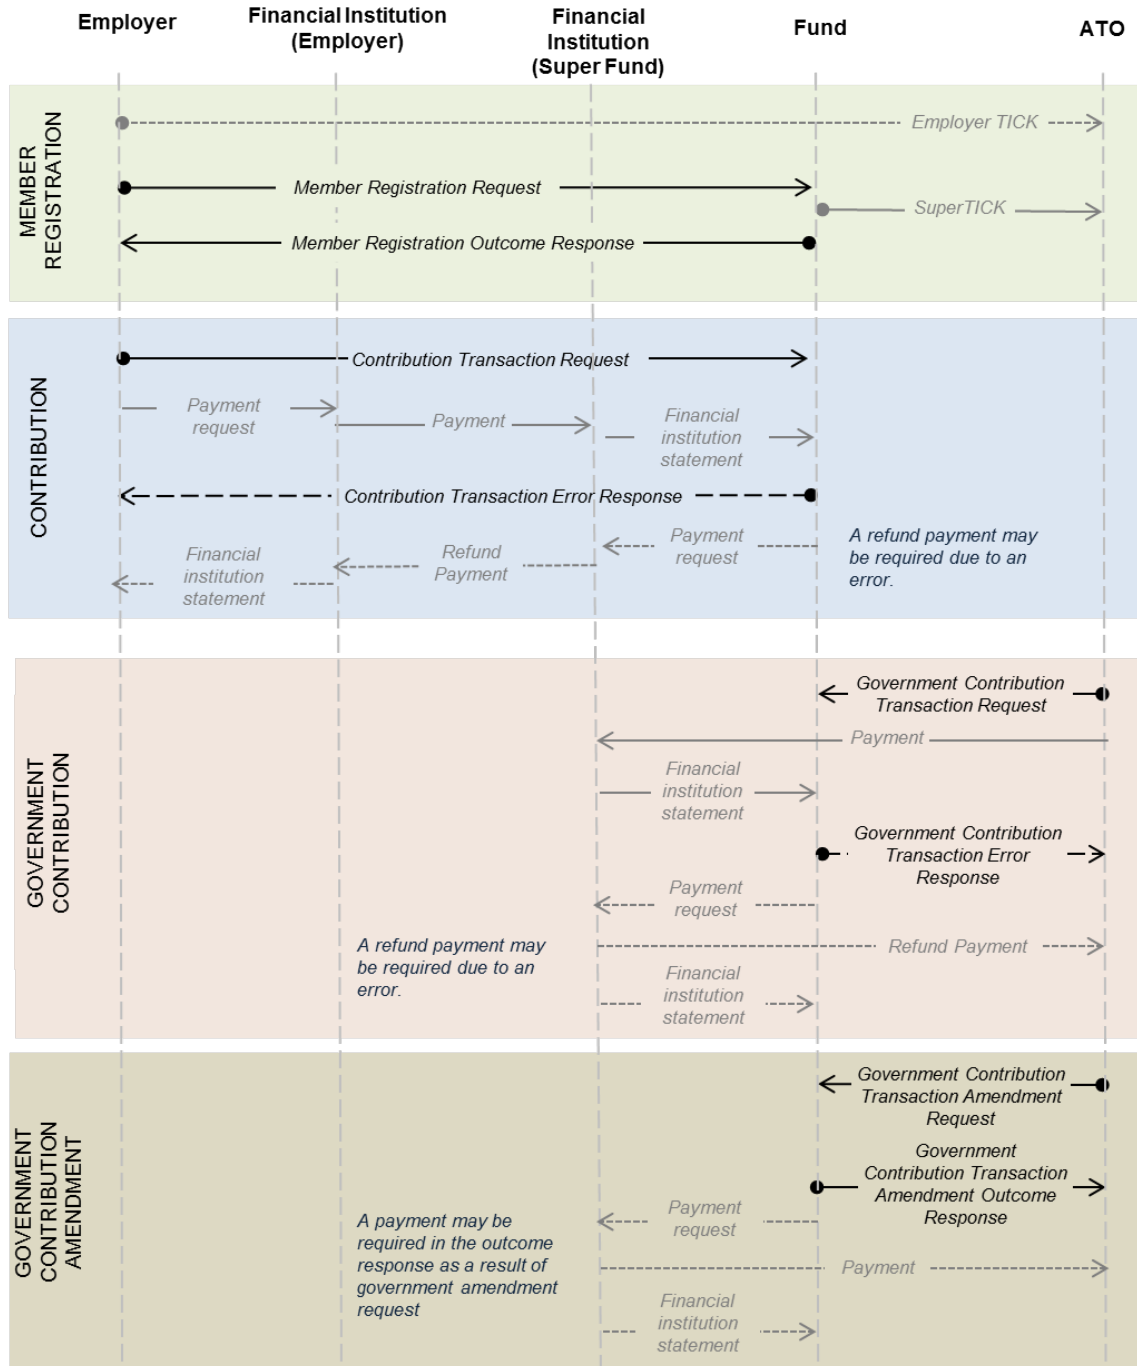 Employer
Financial Institution
(Employer)
Financial
Institution
(Super Fund)
Fund
ATO
MEMBER
REGISTRATION
Employer TICK
Member Registration Request
SuperTICK
Member Registration Outcome Response
CONTRIBUTION
Contribution Transaction Request
Payment
request
Payment
Financial
institution
statement
Contribution Transaction Error Response
Payment
request
Refund
Payment
Financial
institution
statement
A refund payment may
be required due to an
error.
GOVERNMENT
CONTRIBUTION
Government Contribution
Transaction Request
Payment
Financial
institution
statement
Government Contribution
Transaction Error
Response
Payment
request
Refund Payment
A refund payment may
be required due to an
error.
Financial
institution
statement
GOVERNMENT
CONTRIBUTION
AMENDMENT
Government Contribution
Transaction Amendment
Request
Government
Contribution Transaction
Amendment Outcome
Response
Payment
request
A payment may be
required in the outcome
response as a result of
government amendment
request
Payment
Financial
institution
statement